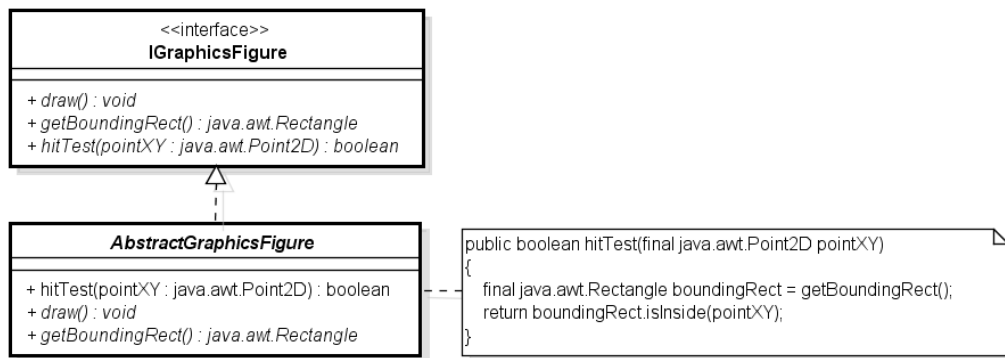 <<interface>>
IGraphicsFigure
+ draw() : void
+ getBoundingRect() : java.awt.Rectangle
+ hitTest(pointXY : java.awt.Point2D) : boolean
AbstractGraphicsFigure
+ hitTest(pointXY : java.awt.Point2D) : boolean
+ draw() : void
+ getBoundingRect() : java.awt.Rectangle
public boolean hitTest(final java.awt.Point2D pointXY)
{
final java.awt.Rectangle boundingRect = getBoundingRect();
return boundingRect.isInside(pointXY);
}